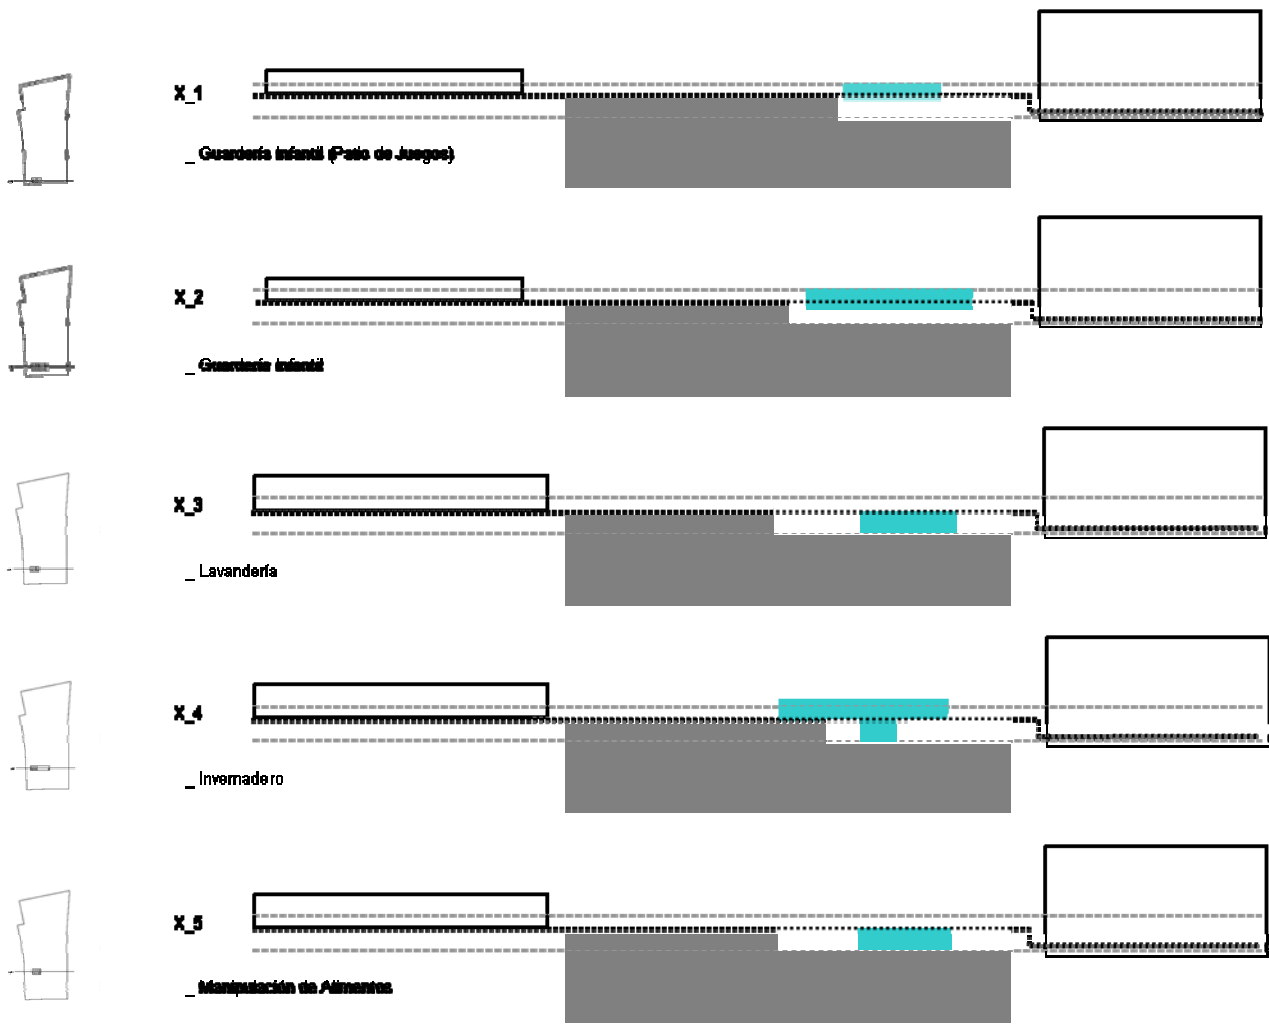 X_1
_ Guardería Infantil (Patio de Juegos)
X_2
_ Guardería Infantil
X_3
_ Lavandería
X_4
_ Invernadero
X_5
_ Manipulación de Alimentos